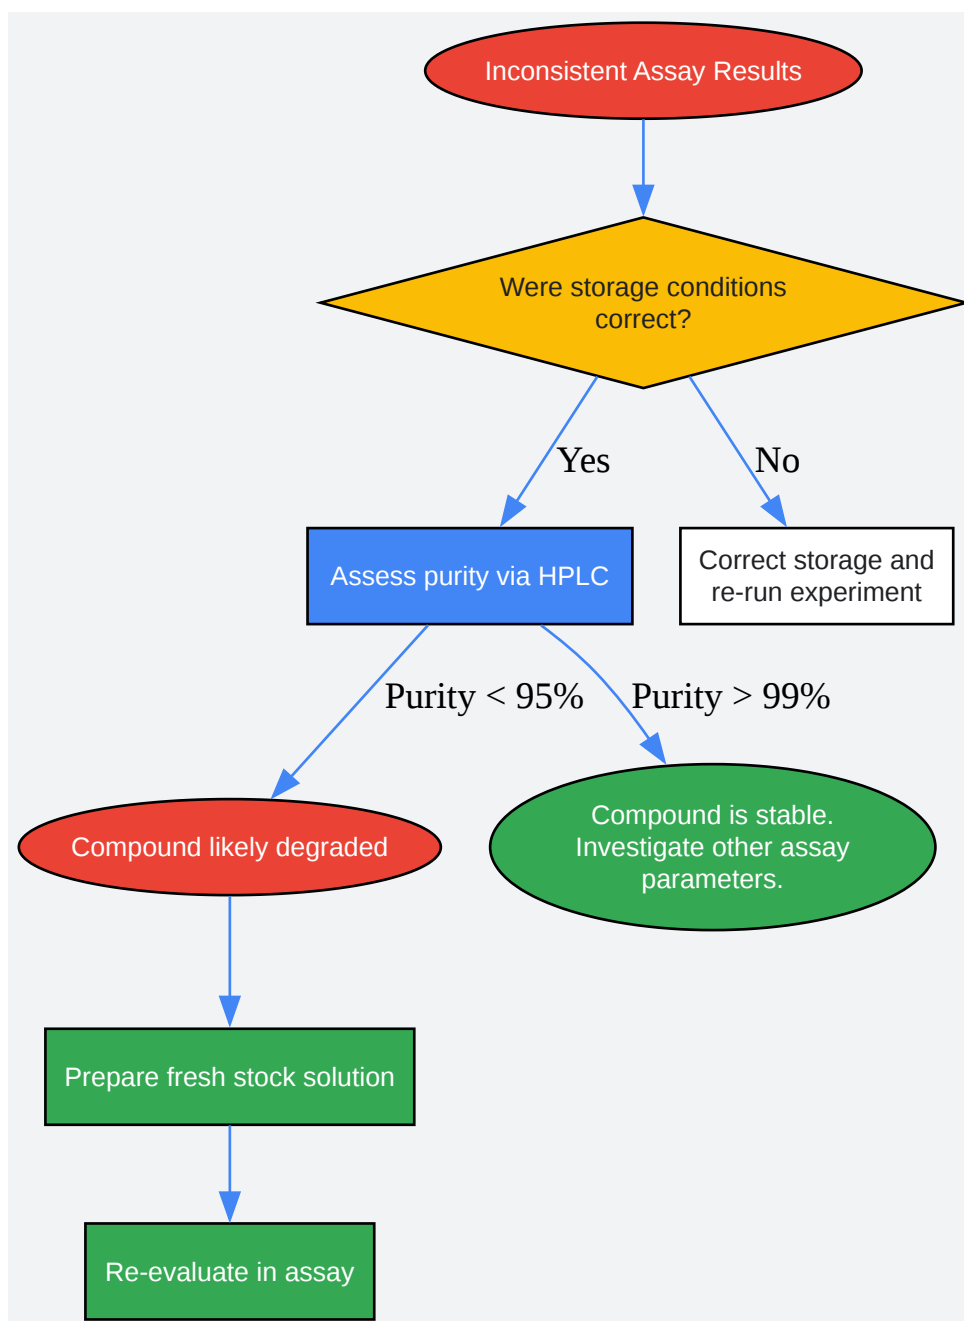 Inconsistent Assay Results
Were storage conditions
correct?
Yes
No
Assess purity via HPLC
Correct storage and
re-run experiment
Purity < 95%
Purity > 99%
Compound likely degraded
Compound is stable.
Investigate other assay
parameters.
Prepare fresh stock solution
Re-evaluate in assay